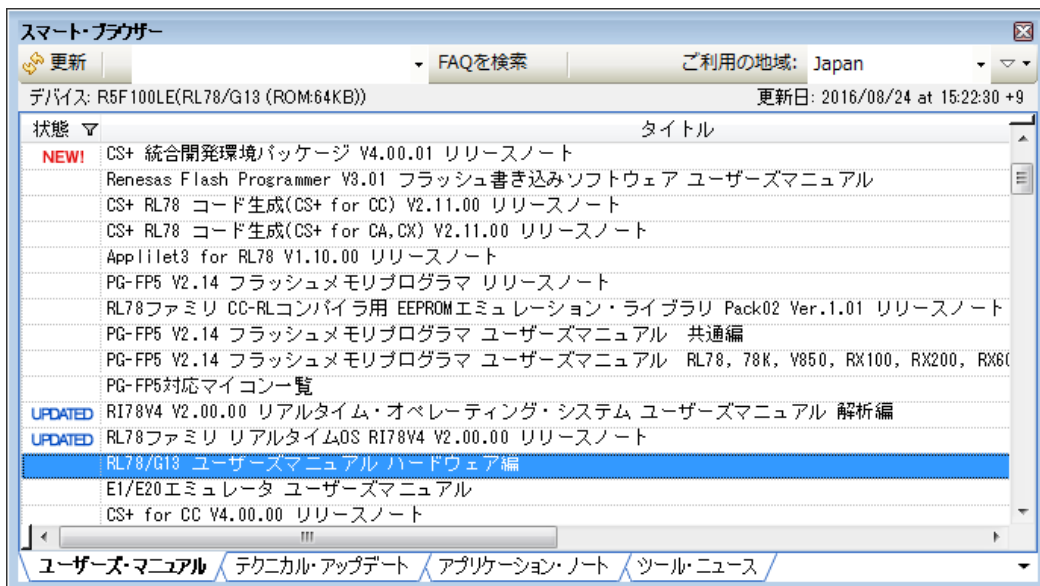 スマート・ブラウザー
更新 FAQを検索 ご利用の地域: Japan
デバイス: R5F100LE(RL78/G13 (ROM:64KB)) 更新日: 2016/08/24 at 15:22:30 +9
状態 タイトル
NEW! CS+ 統合開発環境パッケージ V4.00.01 リリースノート
Renesas Flash Programmer V3.01 フラッシュ書き込みソフトウェア ユーザーズマニュアル
CS+ RL78 コード生成(CS+ for CC) V2.11.00 リリースノート
CS+ RL78 コード生成(CS+ for CA,CX) V2.11.00 リリースノート
Applilet3 for RL78 V1.10.00 リリースノート
PG-FP5 V2.14 フラッシュメモリプログラマ リリースノート
RL78ファミリ CC-RLコンパイラ用 EEPROMエミュレーション・ライブラリ Pack02 Ver.1.01 リリースノート
PG-FP5 V2.14 フラッシュメモリプログラマ ユーザーズマニュアル 共通編
PG-FP5 V2.14 フラッシュメモリプログラマ ユーザーズマニュアル RL78, 78K, V850, RX100, RX200, RX60
PG-FP5対応マイコン一覧
UPDATED RI78V4 V2.00.00 リアルタイム・オペレーティング・システム ユーザーズマニュアル 解析編
UPDATED RL78ファミリ リアルタイムOS RI78V4 V2.00.00 リリースノート
RL78/G13 ユーザーズマニュアル ハードウェア編
E1/E20エミュレータ ユーザーズマニュアル
CS+ for CC V4.00.00 リリースノート
ユーザーズ・マニュアル テクニカル・アップデート アプリケーション・ノート ツール・ニュース